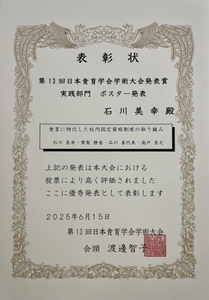 表彰状
第13回日本食育学会学術大会発表賞
実践部門　ポスター発表
石川美幸 殿
食育に特化した社内認定資格制度の取り組み
上記の発表は本大会における
投票により高く評価されました
ここに優秀発表として表彰します
2025年6月15日
第13回日本食育学会学術大会
会頭 渡邊智子